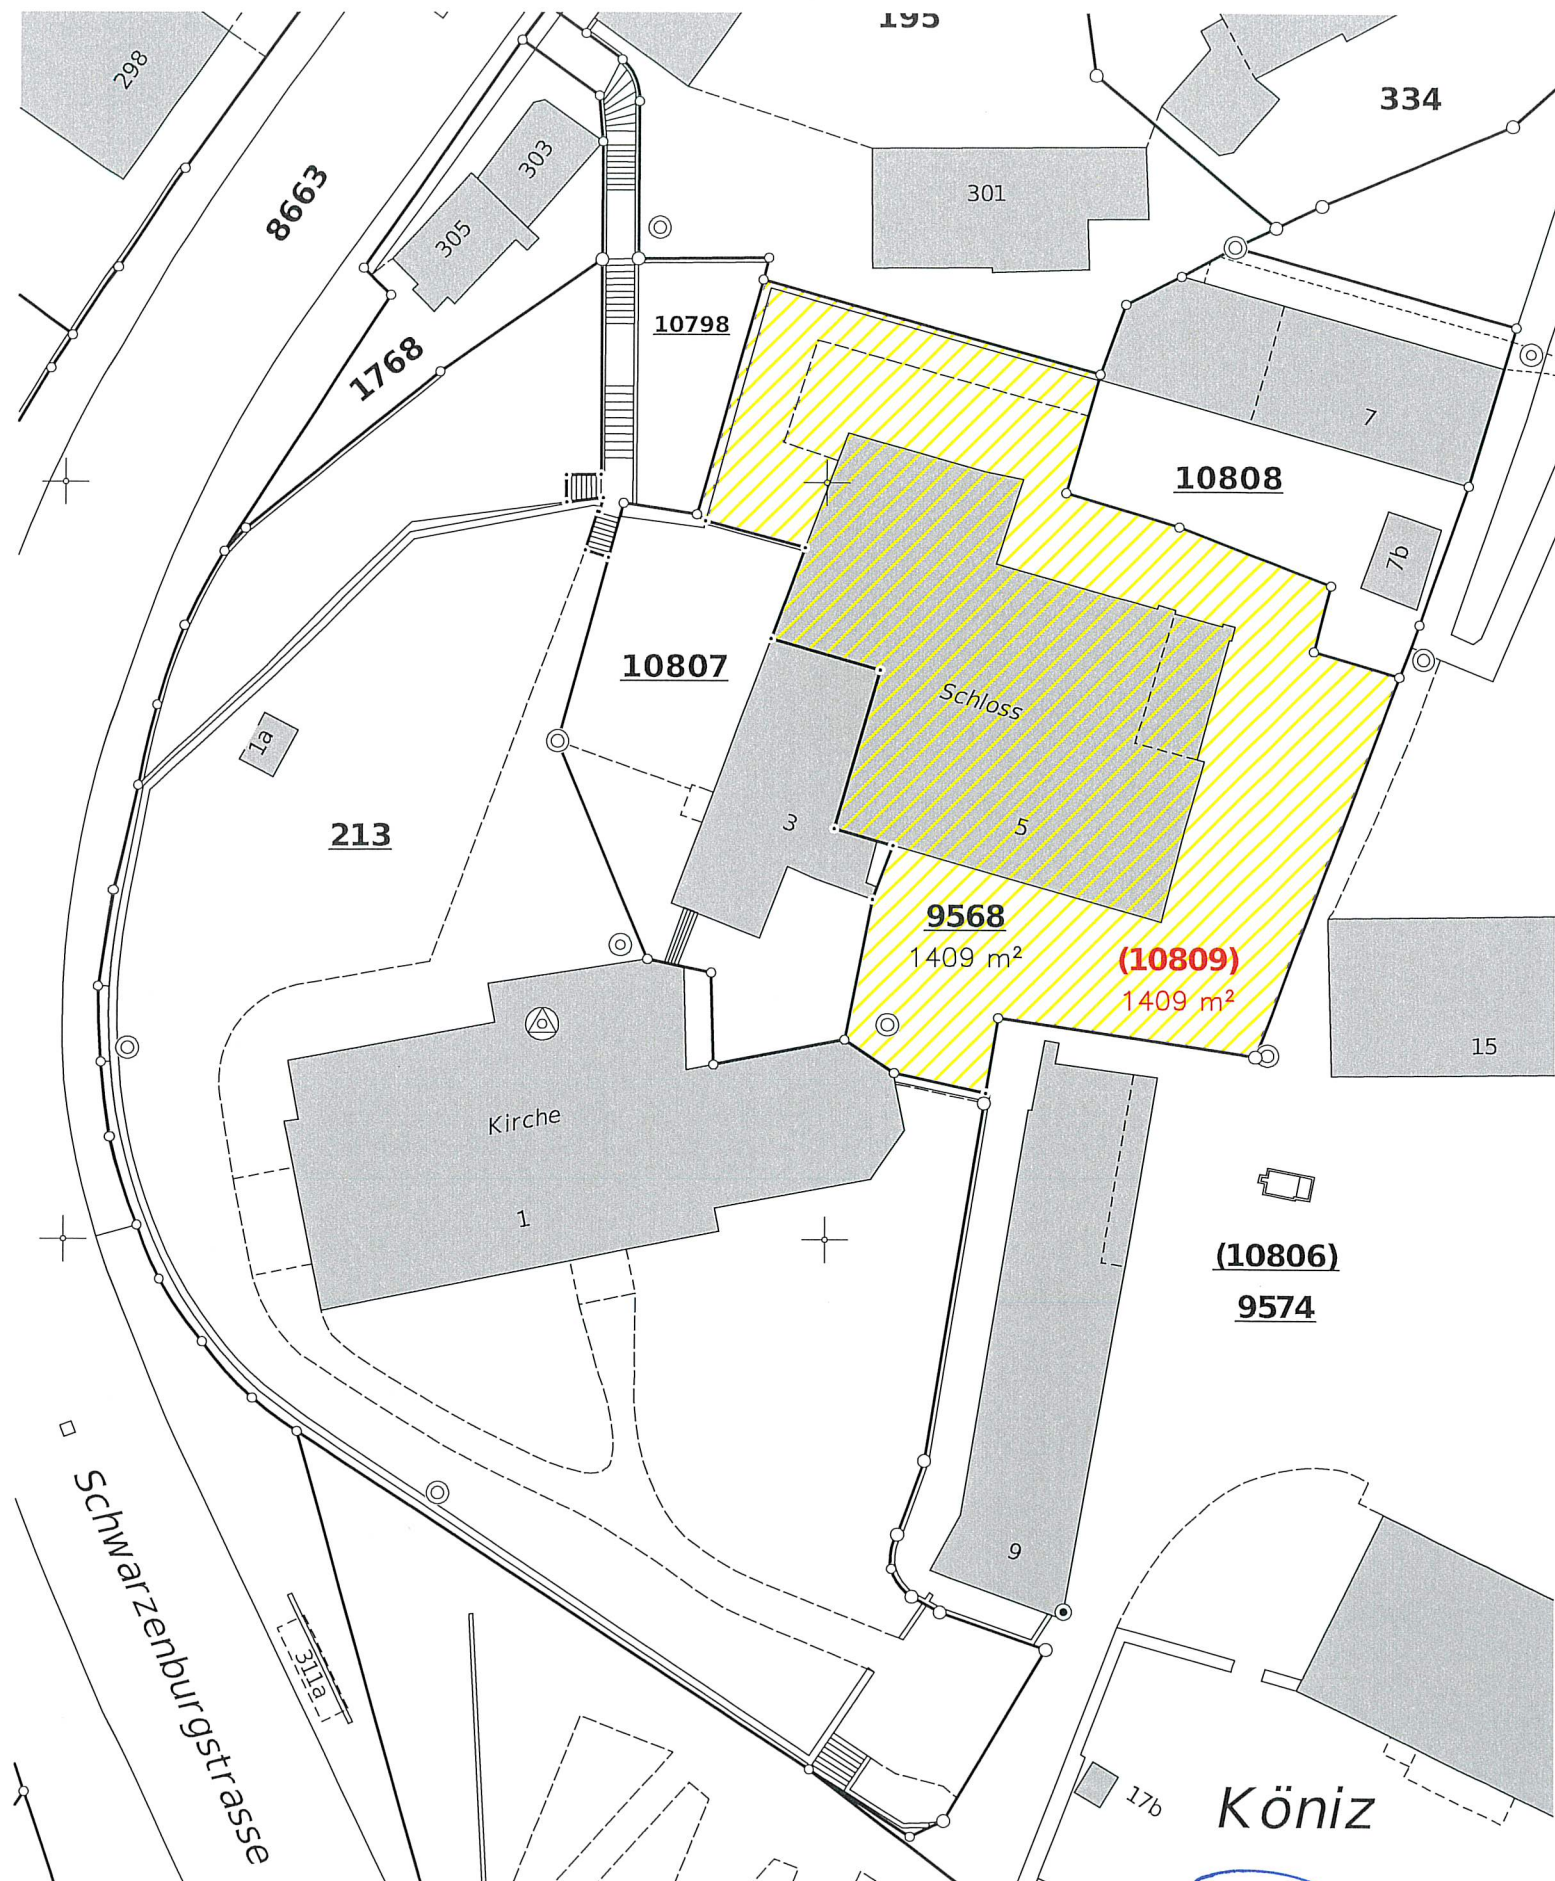 195
298
334
8663
303
301
305
10798
1768
7
10808
7b
10807
Schloss
1a
213
3
5
9568
1409 m²
(10809)
1409 m²
15
Kirche
1
(10806)
9574
9
Schwarzenburgstrasse
311a
17b
Köniz